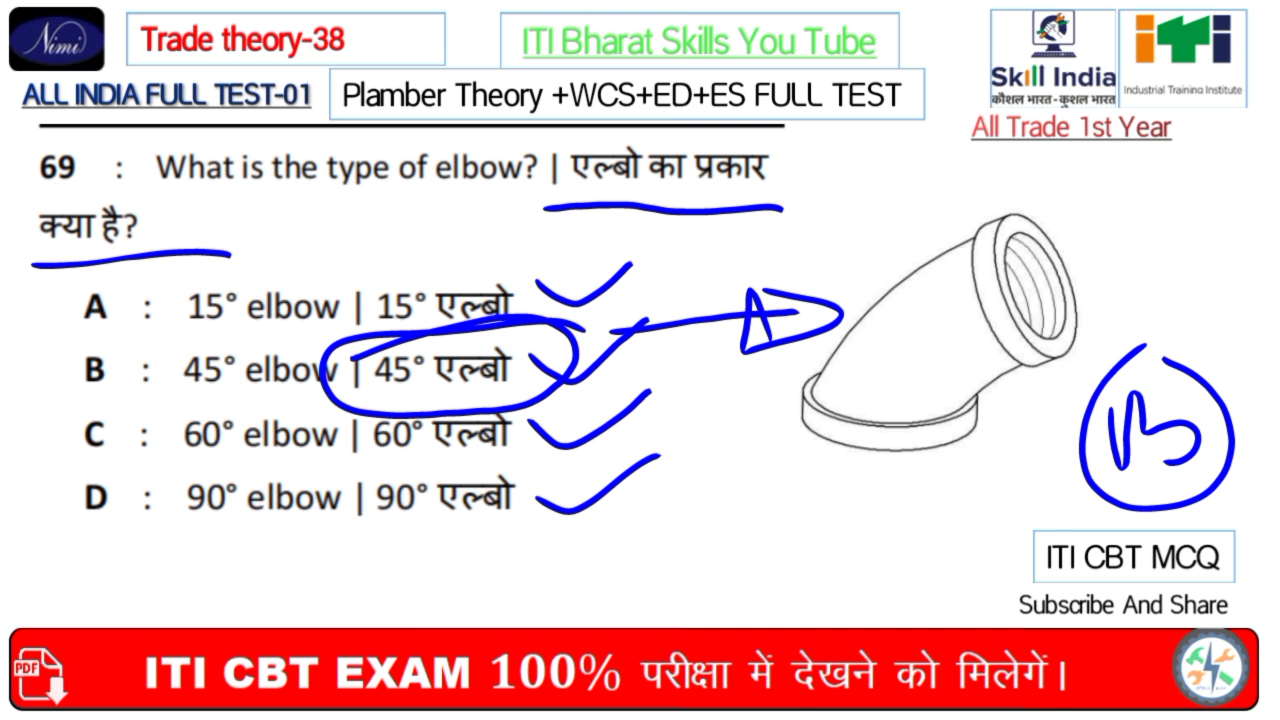 Nimi
Trade theory-38
ITI Bharat Skills You Tube
Skill India
कौशल भारत-कुशल भारत
iTi
Industrial Training Institute
ALL INDIA FULL TEST-01
Plamber Theory +WCS+ED+ES FULL TEST
All Trade 1st Year
69 : What is the type of elbow? | एल्बो का प्रकार
क्या है?
A : 15° elbow | 15° एल्बो
B : 45° elbow | 45° एल्बो
C : 60° elbow | 60° एल्बो
D : 90° elbow | 90° एल्बो
A
B
ITI CBT MCQ
Subscribe And Share
PDF
ITI CBT EXAM 100% परीक्षा में देखने को मिलेगें।